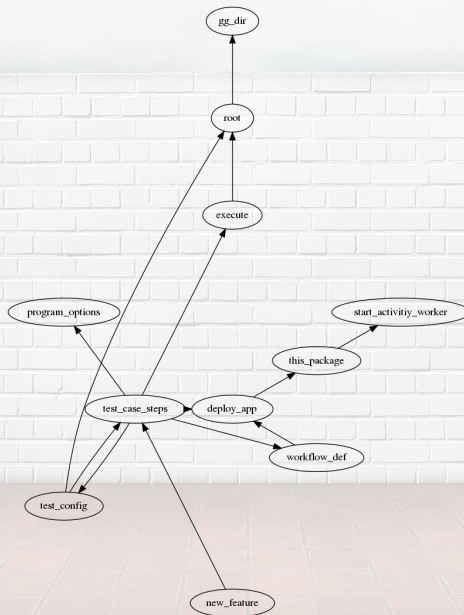 gg_dir
root
execute
program_options
start_activitiy_worker
this_package
test_case_steps
deploy_app
workflow_def
test_config
new_feature